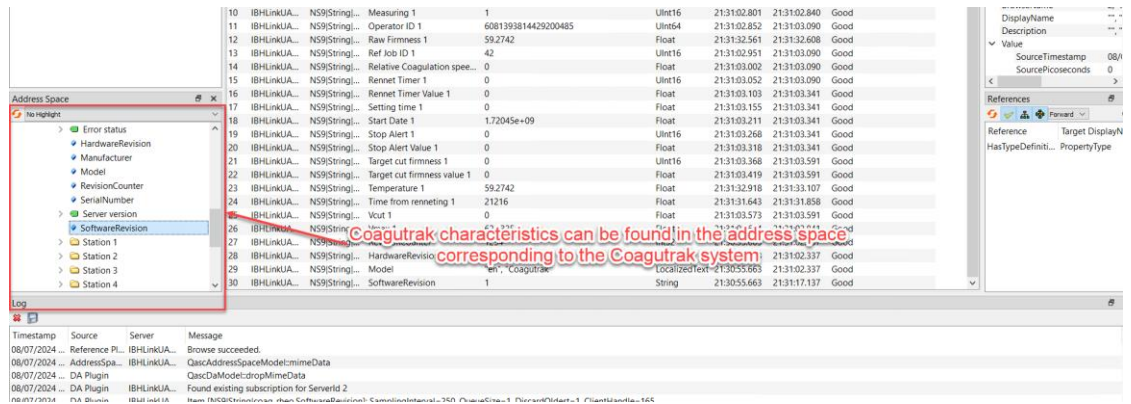 10 IBHLinkUA... NS9|String|... Measuring 1 1 UInt16 21:31:02.801 21:31:02.840 Good
11 IBHLinkUA... NS9|String|... Operator ID 1 6081393814429200485 UInt64 21:31:02.852 21:31:03.090 Good
12 IBHLinkUA... NS9|String|... Raw Firmness 1 59.2742 Float 21:31:32.561 21:31:32.608 Good
13 IBHLinkUA... NS9|String|... Ref Job ID 1 42 UInt16 21:31:02.951 21:31:03.090 Good
14 IBHLinkUA... NS9|String|... Relative Coagulation spee... 0 Float 21:31:03.002 21:31:03.090 Good
15 IBHLinkUA... NS9|String|... Rennet Timer 1 0 UInt16 21:31:03.052 21:31:03.090 Good
16 IBHLinkUA... NS9|String|... Rennet Timer Value 1 0 Float 21:31:03.103 21:31:03.341 Good
17 IBHLinkUA... NS9|String|... Setting time 1 0 Float 21:31:03.155 21:31:03.341 Good
18 IBHLinkUA... NS9|String|... Start Date 1 1.72045e+09 Float 21:31:03.211 21:31:03.341 Good
19 IBHLinkUA... NS9|String|... Stop Alert 1 0 UInt16 21:31:03.268 21:31:03.341 Good
20 IBHLinkUA... NS9|String|... Stop Alert Value 1 0 Float 21:31:03.318 21:31:03.341 Good
21 IBHLinkUA... NS9|String|... Target cut firmness 1 0 UInt16 21:31:03.368 21:31:03.591 Good
22 IBHLinkUA... NS9|String|... Target cut firmness value 1 0 Float 21:31:03.419 21:31:03.591 Good
23 IBHLinkUA... NS9|String|... Temperature 1 59.2742 Float 21:31:32.918 21:31:33.107 Good
24 IBHLinkUA... NS9|String|... Time from renneting 1 21216 Float 21:31:31.643 21:31:31.858 Good
IBHLinkUA... NS9|String|... Vcut 1 0 Float 21:31:03.573 21:31:03.591 Good
27 IBHLinkUA... NS9|String|...
28 IBHLinkUA... NS9|String|... HardwareRevision 21:31:02.337 Good
29 IBHLinkUA... NS9|String|... Model "en", "Coagutrak" LocalizedText 21:30:55.663 21:31:02.337 Good
30 IBHLinkUA... NS9|String|... SoftwareRevision 1 String 21:30:55.663 21:31:17.137 Good
DisplayName
Description
Value
SourceTimestamp 08/
SourcePicoseconds 0
Address Space
No Highlight
Error status
HardwareRevision
Manufacturer
Model
RevisionCounter
SerialNumber
Server version
SoftwareRevision
Station 1
Station 2
Station 3
Station 4
Coagutrak characteristics can be found in the address space
corresponding to the Coagutrak system
References
Forward
Reference Target DisplayN
HasTypeDefiniti... PropertyType
Log
Timestamp Source Server Message
08/07/2024 ... Reference Pl... IBHLinkUA... Browse succeeded.
08/07/2024 ... AddressSpa... IBHLinkUA... QascAddressSpaceModel::mimeData
08/07/2024 ... DA Plugin QascDaModel::dropMimeData
08/07/2024 ... DA Plugin IBHLinkUA... Found existing subscription for ServerId 2
08/07/2024 ... DA Plugin IBHLinkUA... Item [NS9|String|coag_rheo.SoftwareRevision]: SamplingInterval=250, QueueSize=1, DiscardOldest=1, ClientHandle=165